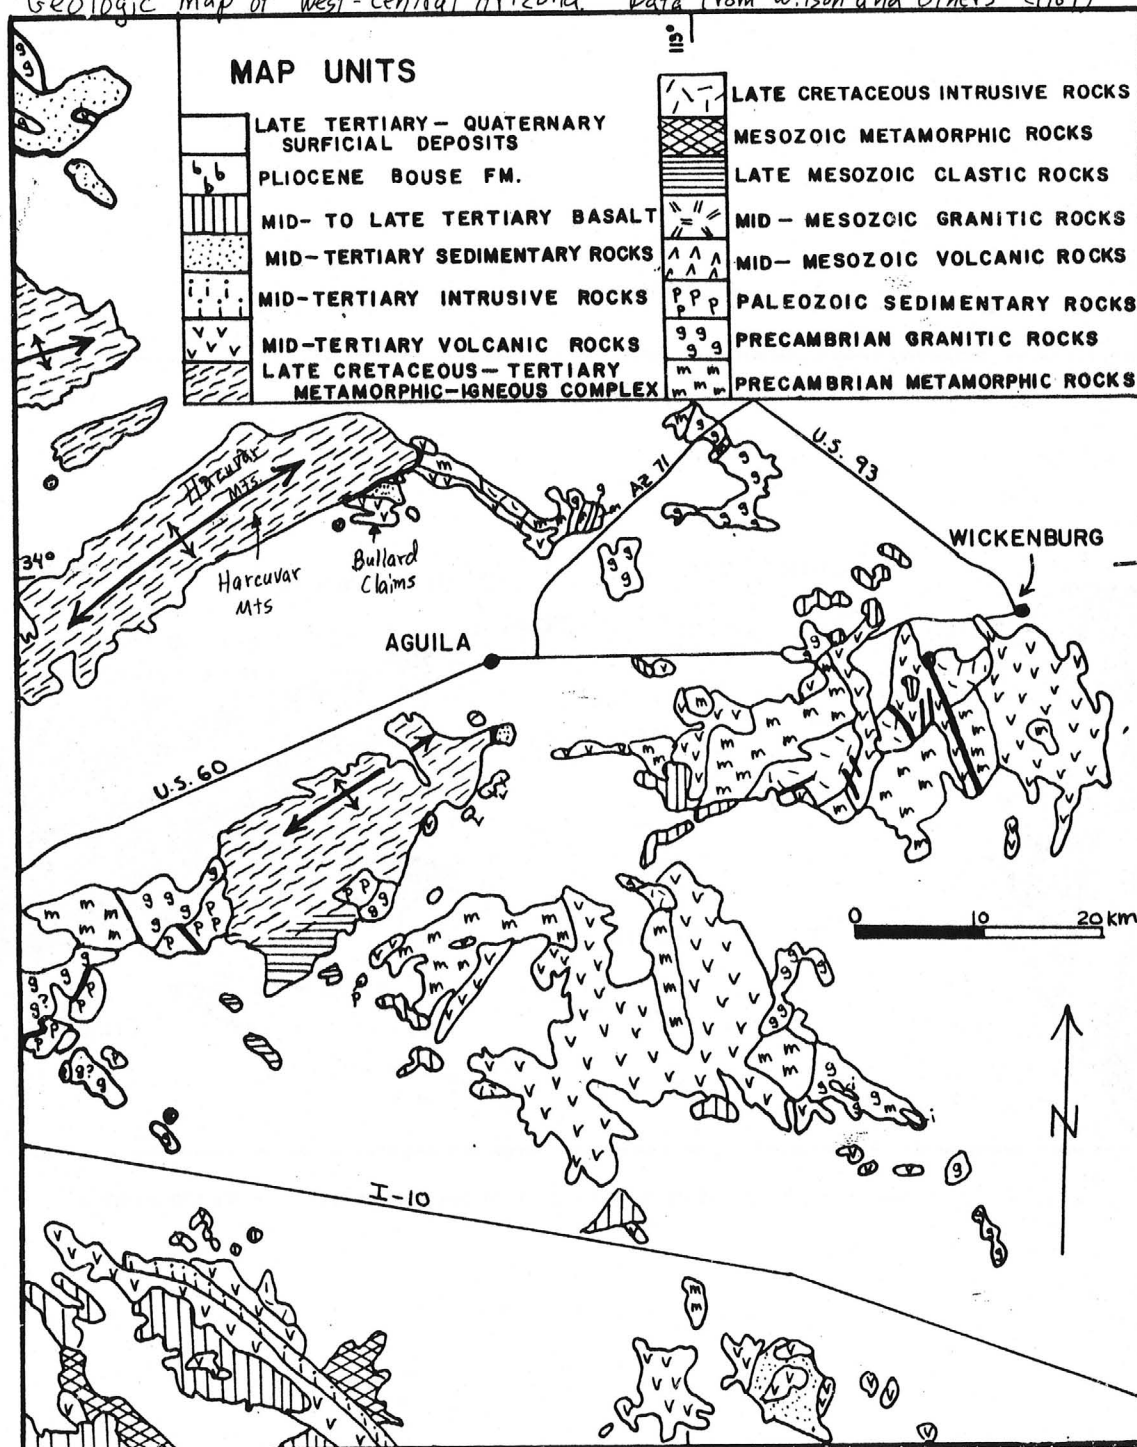 Geologic Map of West-Central Arizona. Data from Wilson and others
113°
MAP UNITS
LATE TERTIARY – QUATERNARY
SURFICIAL DEPOSITS
b b b
PLIOCENE BOUSE FM.
MID- TO LATE TERTIARY BASALT
MID-TERTIARY SEDIMENTARY ROCKS
MID-TERTIARY INTRUSIVE ROCKS
MID-TERTIARY VOLCANIC ROCKS
LATE CRETACEOUS – TERTIARY
METAMORPHIC-IGNEOUS COMPLEX
LATE CRETACEOUS INTRUSIVE ROCKS
MESOZOIC METAMORPHIC ROCKS
LATE MESOZOIC CLASTIC ROCKS
MID – MESOZOIC GRANITIC ROCKS
MID – MESOZOIC VOLCANIC ROCKS
P P P P
PALEOZOIC SEDIMENTARY ROCKS
g g g g
PRECAMBRIAN GRANITIC ROCKS
m m m m m
PRECAMBRIAN METAMORPHIC ROCKS
U.S. 93
AZ 71
Harcuvar
Mts.
34°
Harcuvar
Mts
Bullard
Claims
WICKENBURG
AGUILA
U.S. 60
0 10 20 km
g?
g?
N
I-10